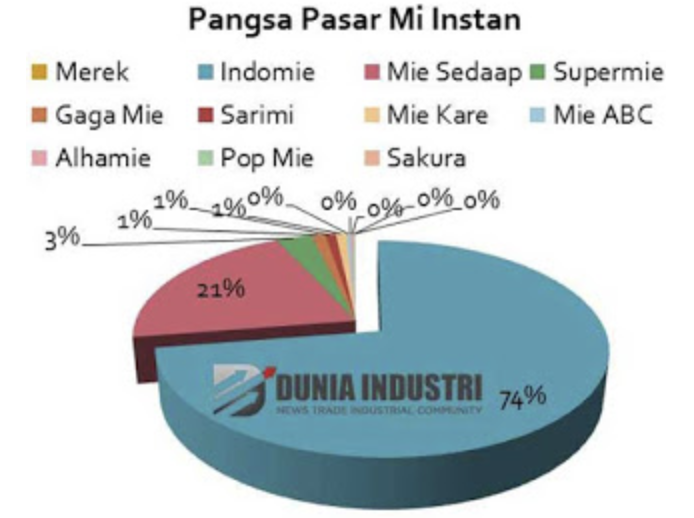 Pangsa Pasar Mi Instan
Merek Indomie Mie Sedaap Supermie
Gaga Mie Sarimi Mie Kare Mie ABC
Alhamie Pop Mie Sakura
3% 1% 1% 1% 0% 0% 0% 0% 0%
21%
DUNIA INDUSTRI
NEWS TRADE INDUSTRIAL COMMUNITY
74%